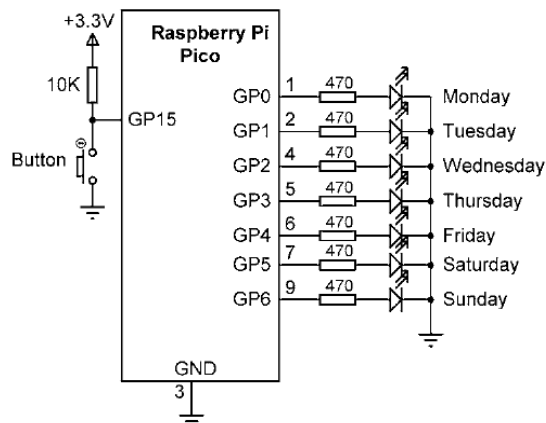 +3.3V
Raspberry Pi
Pico
10K
GP15
Button
GP0 1 470 Monday
GP1 2 470 Tuesday
GP2 4 470 Wednesday
GP3 5 470 Thursday
GP4 6 470 Friday
GP5 7 470 Saturday
GP6 9 470 Sunday
GND
3